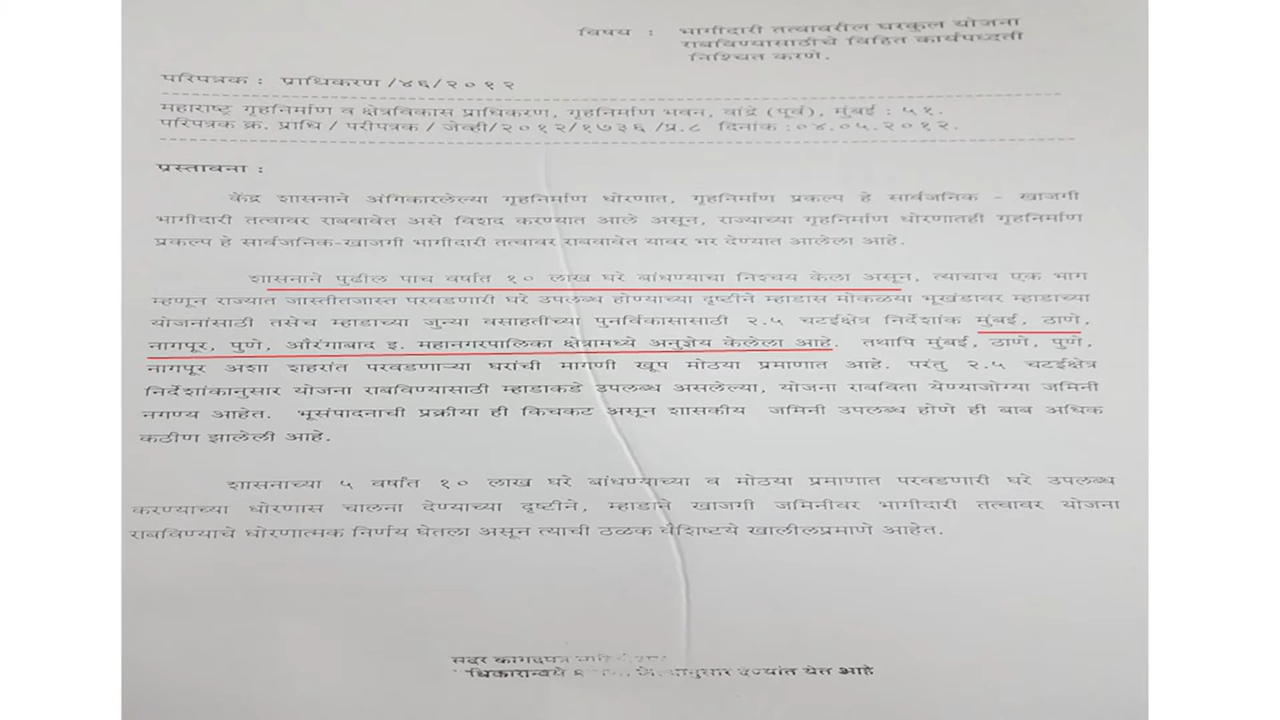 विषय : भागीदारी तत्वावरील घरकुल योजना
राबविण्यासाठीचे विहित कार्यपध्दती
निश्चित करणे.
परिपत्रक : प्राधिकरण /४६/२०१२
महाराष्ट्र गृहनिर्माण व क्षेत्रविकास प्राधिकरण, गृहनिर्माण भवन, वांद्रे (पूर्व), मुंबई : ५१.
परिपत्रक क्र. प्राधि / परीपत्रक / जेव्ही/२०१२/१७३६ /प्र.८ दिनांक :०४.०५.२०१२.
प्रस्तावना :
केंद्र शासनाने अंगिकारलेल्या गृहनिर्माण धोरणात, गृहनिर्माण प्रकल्प हे सार्वजनिक - खाजगी
भागीदारी तत्वावर राबवावेत असे विशद करण्यात आले असून, राज्याच्या गृहनिर्माण धोरणातही गृहनिर्माण
प्रकल्प हे सार्वजनिक-खाजगी भागीदारी तत्वावर राबवावेत यावर भर देण्यात आलेला आहे.
शासनाने पुढील पाच वर्षात १० लाख घरे बांधण्याचा निश्चय केला असून, त्याचाच एक भाग
म्हणून राज्यात जास्तीतजास्त परवडणारी घरे उपलब्ध होण्याच्या दृष्टीने म्हाडास मोकळया भूखंडावर म्हाडाच्या
योजनांसाठी तसेच म्हाडाच्या जुन्या वसाहतींच्या पुनर्विकासासाठी २.५ चटईक्षेत्र निर्देशांक मुंबई, ठाणे,
नागपूर, पुणे, औरंगाबाद इ. महानगरपालिका क्षेत्रामध्ये अनुज्ञेय केलेला आहे. तथापि मुंबई, ठाणे, पुणे,
नागपूर अशा शहरांत परवडणाऱ्या घरांची मागणी खूप मोठया प्रमाणात आहे. परंतु २.५ चटईक्षेत्र
निर्देशांकानुसार योजना राबविण्यासाठी म्हाडाकडे उपलब्ध असलेल्या, योजना राबविता येण्याजोग्या जमिनी
नगण्य आहेत. भूसंपादनाची प्रक्रीया ही किचकट असून शासकीय जमिनी उपलब्ध होणे ही बाब अधिक
कठीण झालेली आहे.
शासनाच्या ५ वर्षांत १० लाख घरे बांधण्याच्या व मोठया प्रमाणात परवडणारी घरे उपलब्ध
करण्याच्या धोरणास चालना देण्याच्या दृष्टीने, म्हाडाने खाजगी जमिनीवर भागीदारी तत्वावर योजना
राबविण्याचे धोरणात्मक निर्णय घेतला असून त्याची ठळक वैशिष्टये खालीलप्रमाणे आहेत.
सदर कागदपत्र
देण्यांत येत आहे